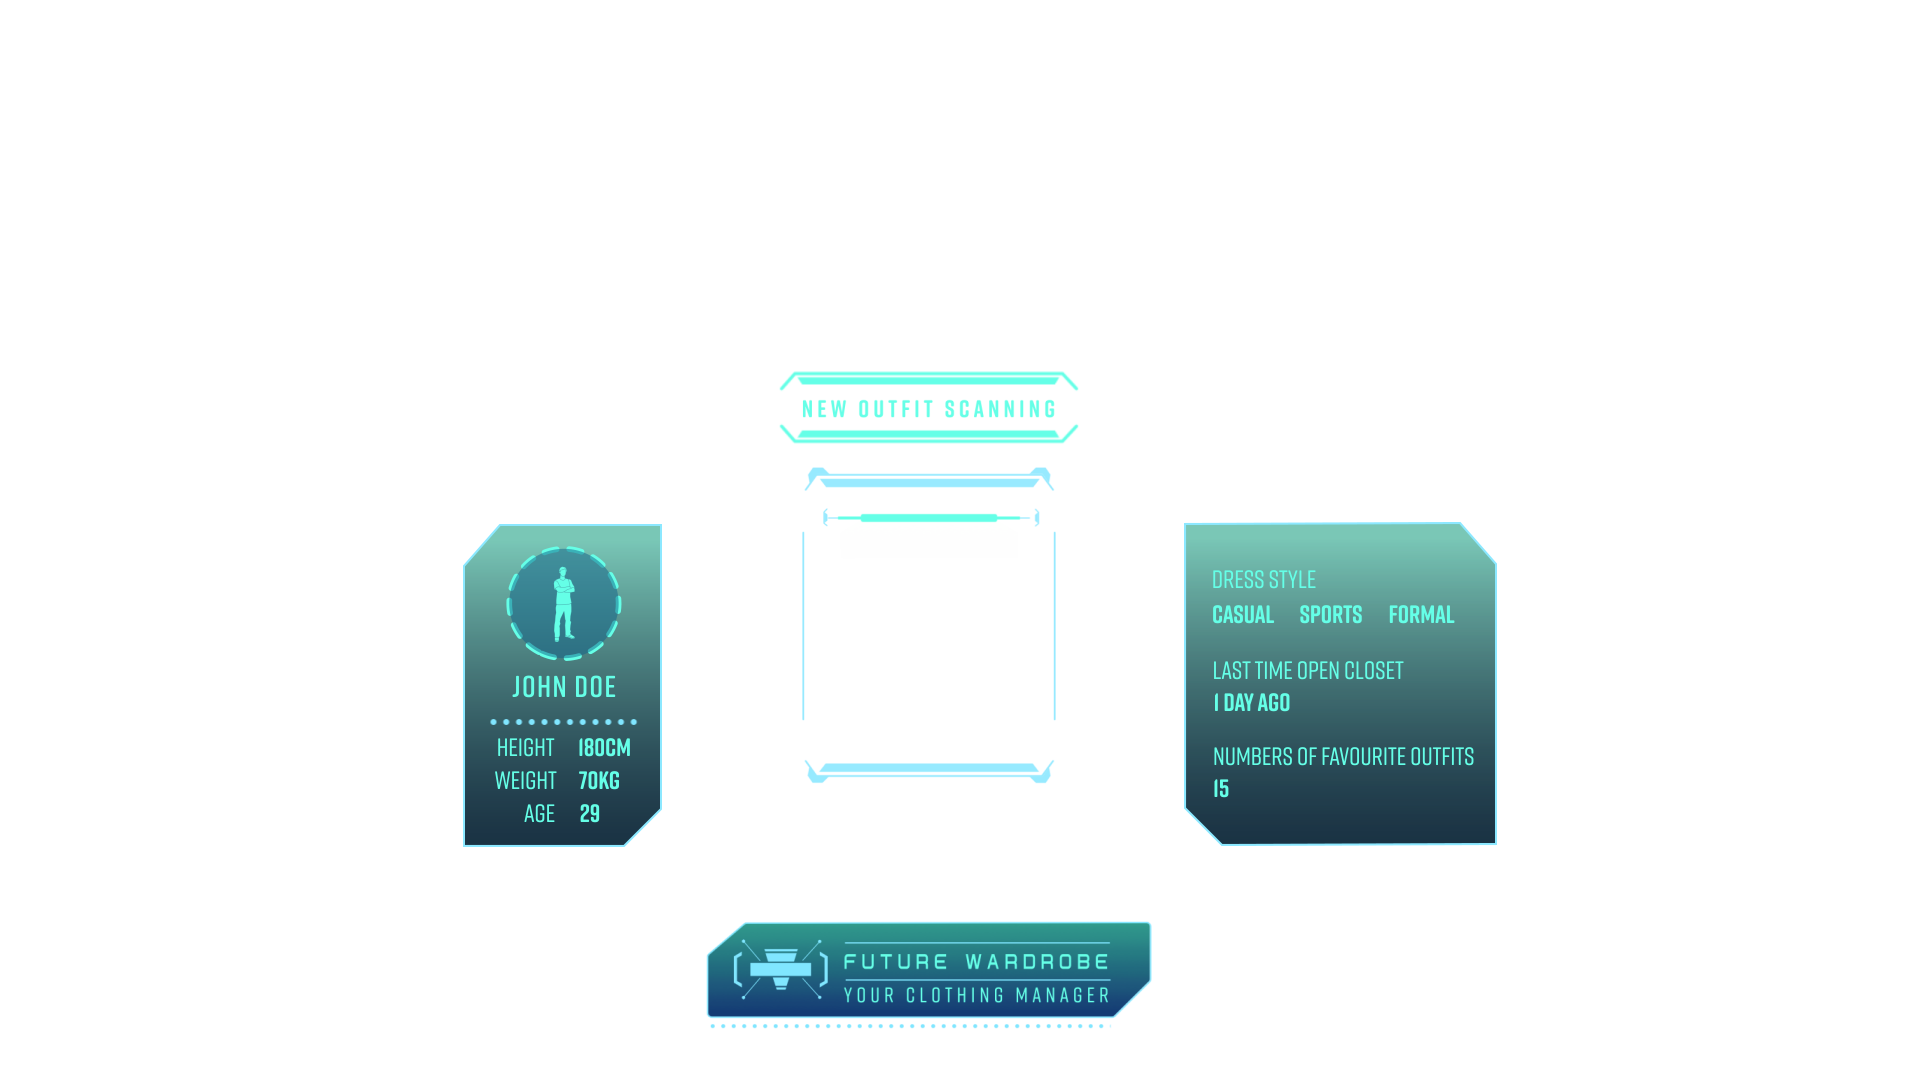 NEW OUTFIT SCANNING
JOHN DOE
HEIGHT 180CM
WEIGHT 70KG
AGE 29
DRESS STYLE
CASUAL SPORTS FORMAL
LAST TIME OPEN CLOSET
1 DAY AGO
NUMBERS OF FAVOURITE OUTFITS
15
FUTURE WARDROBE
YOUR CLOTHING MANAGER